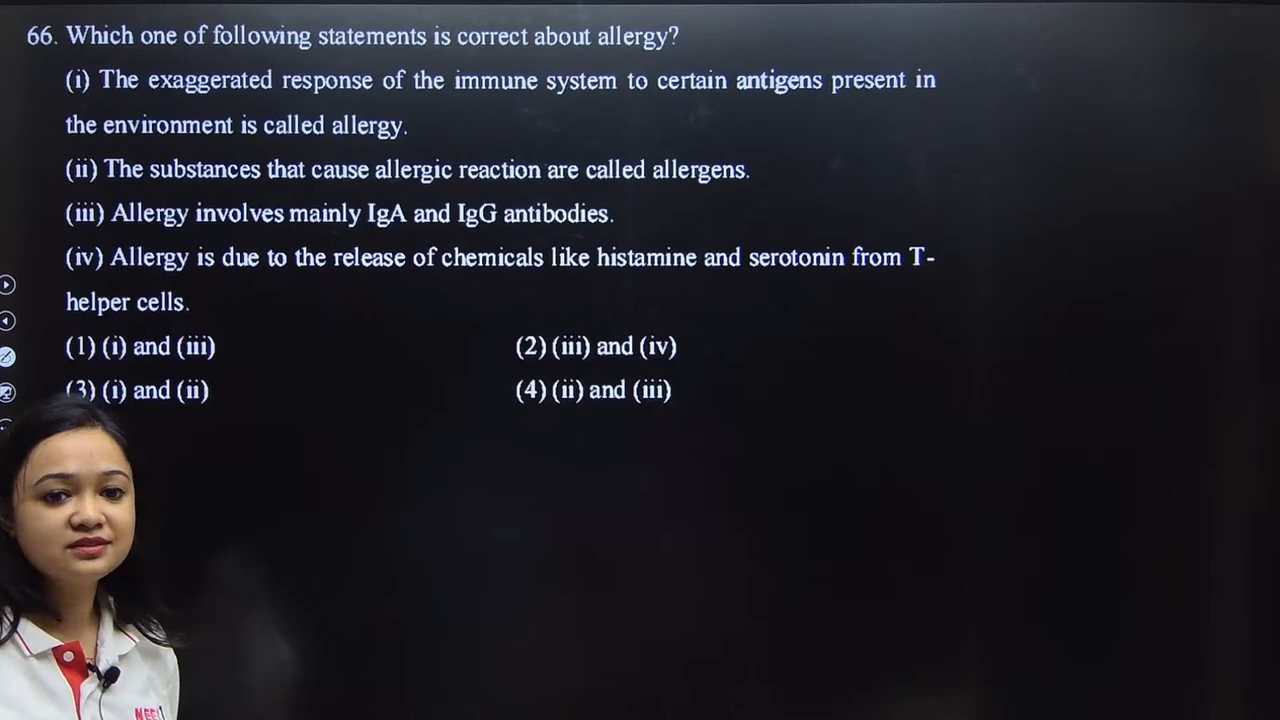 66. Which one of following statements is correct about allergy?
(i) The exaggerated response of the immune system to certain antigens present in
the environment is called allergy.
(ii) The substances that cause allergic reaction are called allergens.
(iii) Allergy involves mainly IgA and IgG antibodies.
(iv) Allergy is due to the release of chemicals like histamine and serotonin from T-
helper cells.
(1) (i) and (iii) (2) (iii) and (iv)
(3) (i) and (ii) (4) (ii) and (iii)